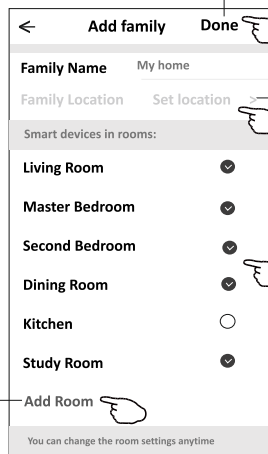 Add family Done
Family Name My home
Family Location Set location >
Smart devices in rooms:
Living Room
Master Bedroom
Second Bedroom
Dining Room
Kitchen
Study Room
Add Room
You can change the room settings anytime